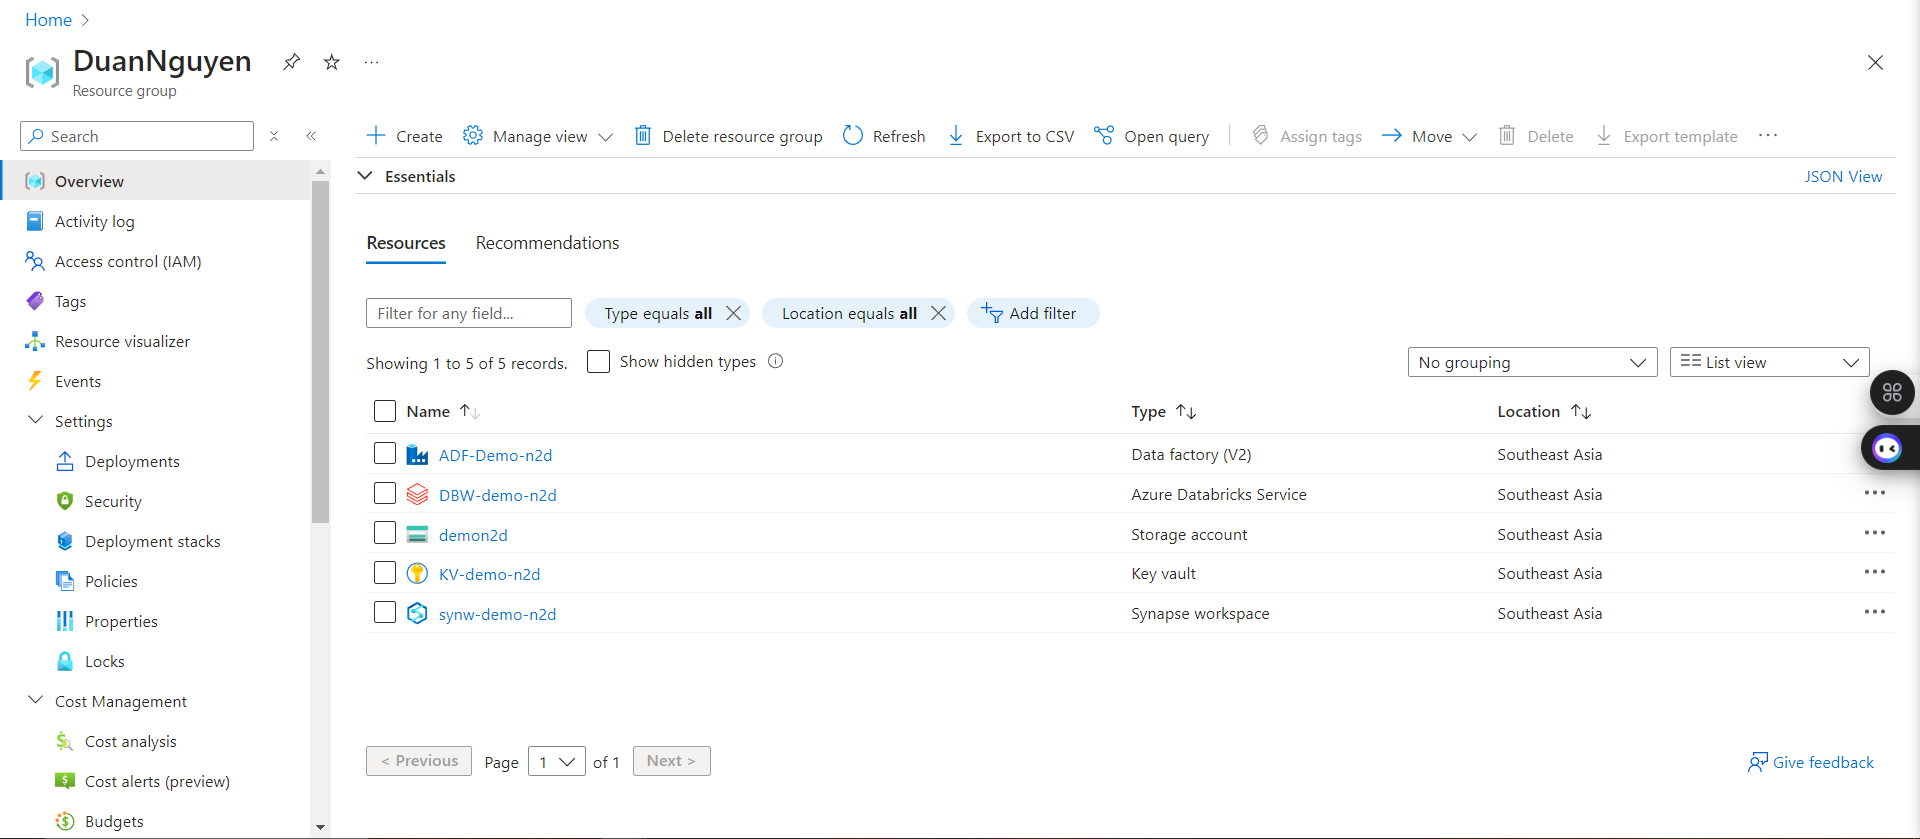 Home
DuanNguyen
Resource group
Search
Create
Manage view
Delete resource group
Refresh
Export to CSV
Open query
Assign tags
Move
Delete
Export template
Overview
Activity log
Access control (IAM)
Tags
Resource visualizer
Events
Settings
Deployments
Security
Deployment stacks
Policies
Properties
Locks
Cost Management
Cost analysis
Cost alerts (preview)
Budgets
Essentials
JSON View
Resources Recommendations
Filter for any field...
Type equals all
Location equals all
Add filter
Showing 1 to 5 of 5 records.
Show hidden types
No grouping
List view
Name Type Location
ADF-Demo-n2d Data factory (V2) Southeast Asia
DBW-demo-n2d Azure Databricks Service Southeast Asia
demon2d Storage account Southeast Asia
KV-demo-n2d Key vault Southeast Asia
synw-demo-n2d Synapse workspace Southeast Asia
< Previous Page 1 of 1 Next >
Give feedback